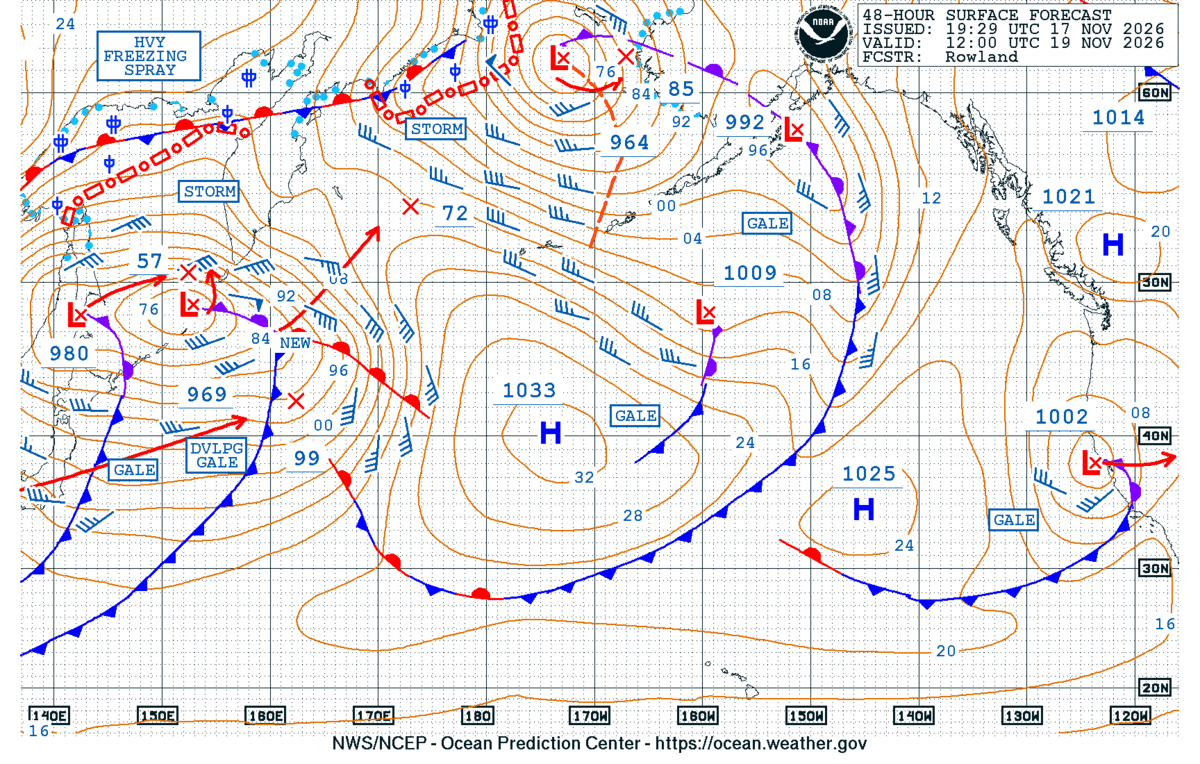 24
HVY
FREEZING
SPRAY
NOAA
48-HOUR SURFACE FORECAST
ISSUED: 19:29 UTC 17 NOV 2026
VALID: 12:00 UTC 19 NOV 2026
FCSTR: Rowland
L
76
84
85
60N
STORM
964
92
992
L
96
1014
STORM
72
00
GALE
12
1021
04
H
20
57
1009
08
92
08
50N
L
76
L
84
NEW
L
980
96
16
969
1033
GALE
1002
08
00
H
24
40N
GALE
DVLPG
GALE
99
32
1025
L
H
28
GALE
24
30N
16
20
20N
140E
150E
160E
170E
180
170W
160W
150W
140W
130W
120W
16
NWS/NCEP - Ocean Prediction Center - https://ocean.weather.gov